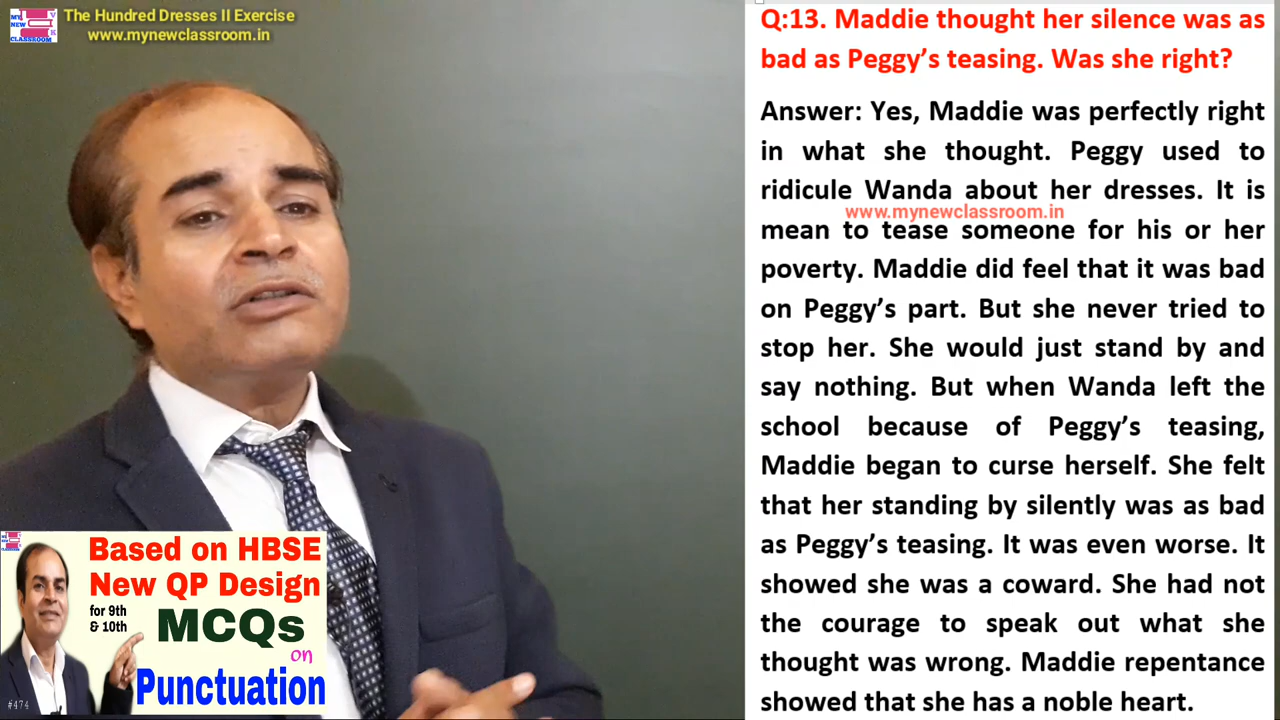 The Hundred Dresses II Exercise
www.mynewclassroom.in
MY
NEW
CLASSROOM
V
K
Q:13. Maddie thought her silence was as
bad as Peggy’s teasing. Was she right?
Answer: Yes, Maddie was perfectly right
in what she thought. Peggy used to
ridicule Wanda about her dresses. It is
www.mynewclassroom.in
mean to tease someone for his or her
poverty. Maddie did feel that it was bad
on Peggy’s part. But she never tried to
stop her. She would just stand by and
say nothing. But when Wanda left the
school because of Peggy’s teasing,
Maddie began to curse herself. She felt
that her standing by silently was as bad
as Peggy’s teasing. It was even worse. It
showed she was a coward. She had not
the courage to speak out what she
thought was wrong. Maddie repentance
showed that she has a noble heart.
Based on HBSE
New QP Design
for 9th
& 10th
MCQs
on
Punctuation
#474